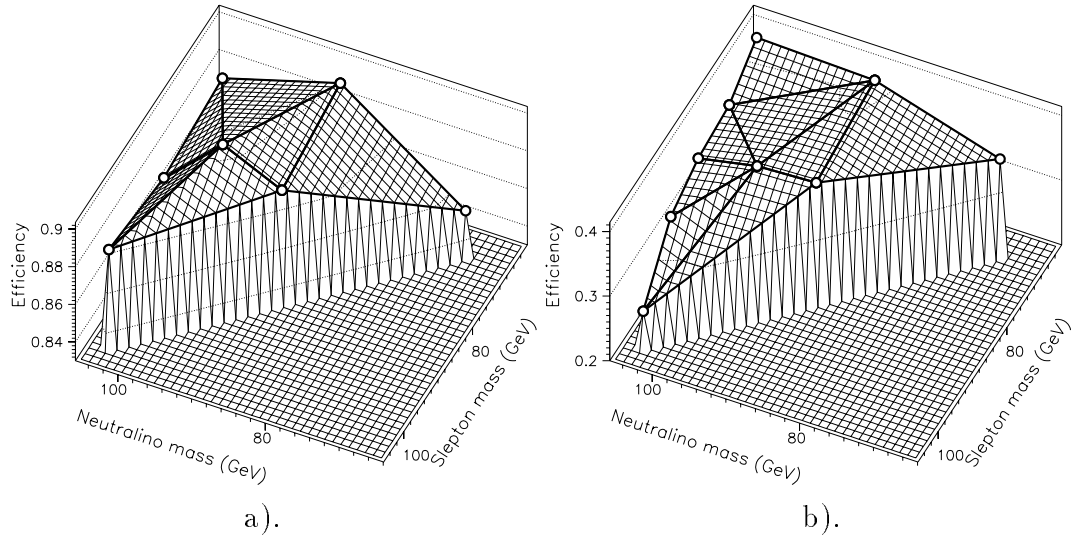 0.9
0.88
0.86
0.84
Efficiency
100
80
Neutralino mass (GeV)
80
100
Slepton mass (GeV)
a).
0.4
0.3
0.2
Efficiency
100
80
Neutralino mass (GeV)
80
100
Slepton mass (GeV)
b).